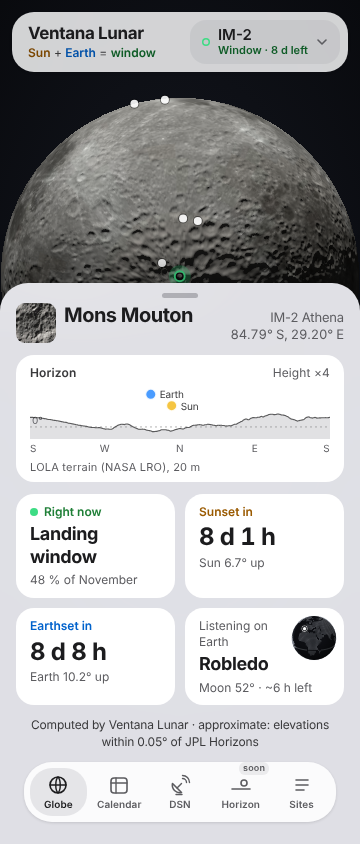 Ventana Lunar
Sun + Earth = window
IM-2
Window · 8 d left
Mons Mouton
IM-2 Athena
84.79° S, 29.20° E
Horizon
Height ×4
Earth
Sun
0°
S W N E S
LOLA terrain (NASA LRO), 20 m
Right now
Landing
window
48 % of November
Sunset in
8 d 1 h
Sun 6.7° up
Earthset in
8 d 8 h
Earth 10.2° up
Listening on
Earth
Robledo
Moon 52° · ~6 h left
Computed by Ventana Lunar · approximate: elevations
within 0.05° of JPL Horizons
soon
Globe Calendar DSN Horizon Sites